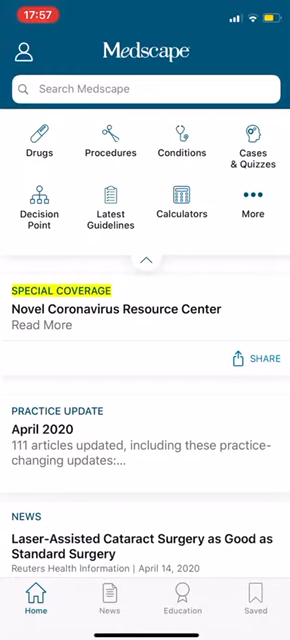 17:57
Medscape
Search Medscape
Drugs
Procedures
Conditions
Cases
& Quizzes
Decision
Point
Latest
Guidelines
Calculators
More
SPECIAL COVERAGE
Novel Coronavirus Resource Center
Read More
SHARE
PRACTICE UPDATE
April 2020
111 articles updated, including these practice-
changing updates:...
NEWS
Laser-Assisted Cataract Surgery as Good as
Standard Surgery
Reuters Health Information | April 14, 2020
Home
News
Education
Saved